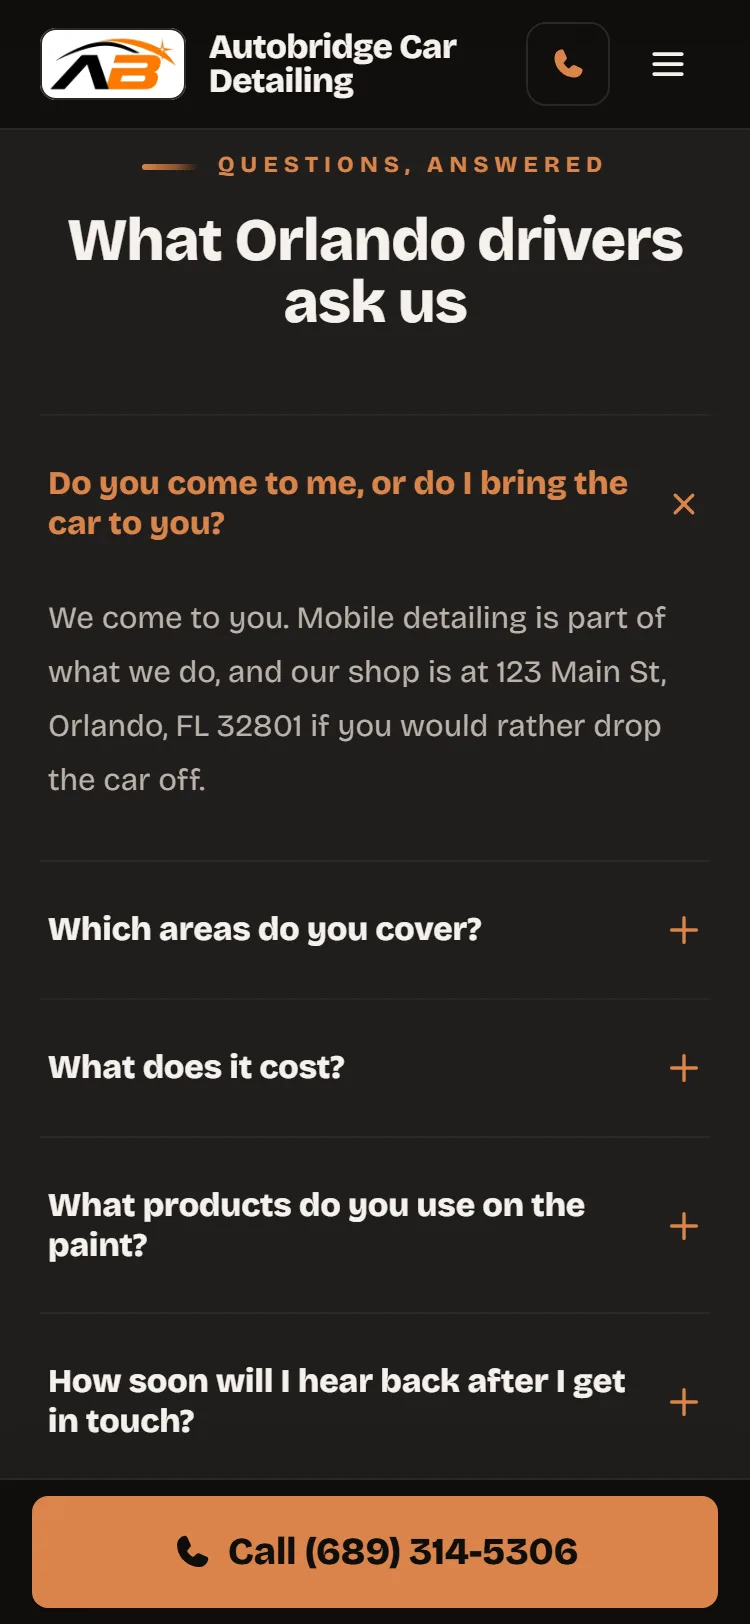 AB
Autobridge Car
Detailing
QUESTIONS, ANSWERED
What Orlando drivers
ask us
Do you come to me, or do I bring the
car to you?
We come to you. Mobile detailing is part of
what we do, and our shop is at 123 Main St,
Orlando, FL 32801 if you would rather drop
the car off.
Which areas do you cover?
What does it cost?
What products do you use on the
paint?
How soon will I hear back after I get
in touch?
Call (689) 314-5306